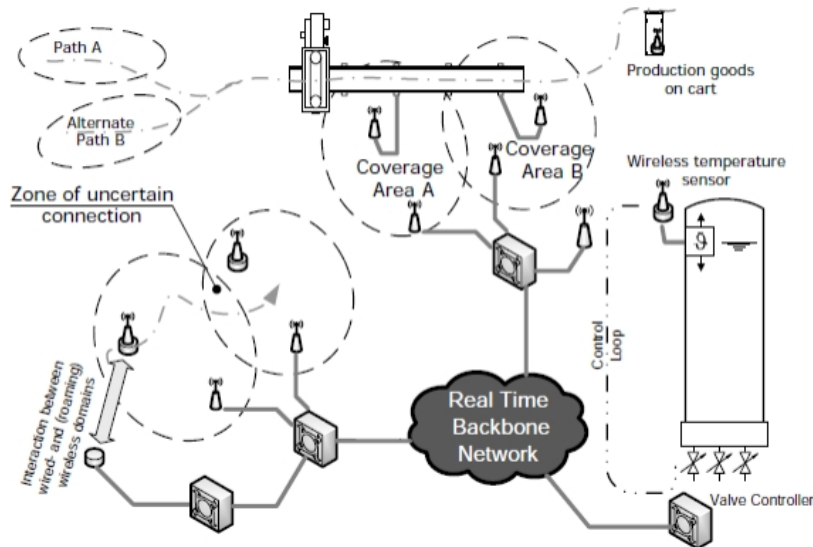 Path A
Alternate
Path B
Production goods
on cart
Coverage
Area A
Coverage
Area B
Wireless temperature
sensor
Zone of uncertain
connection
ϑ
Control
Loop
Interaction between
wired- and (roaming)
wireless domains
Real Time
Backbone
Network
Valve Controller